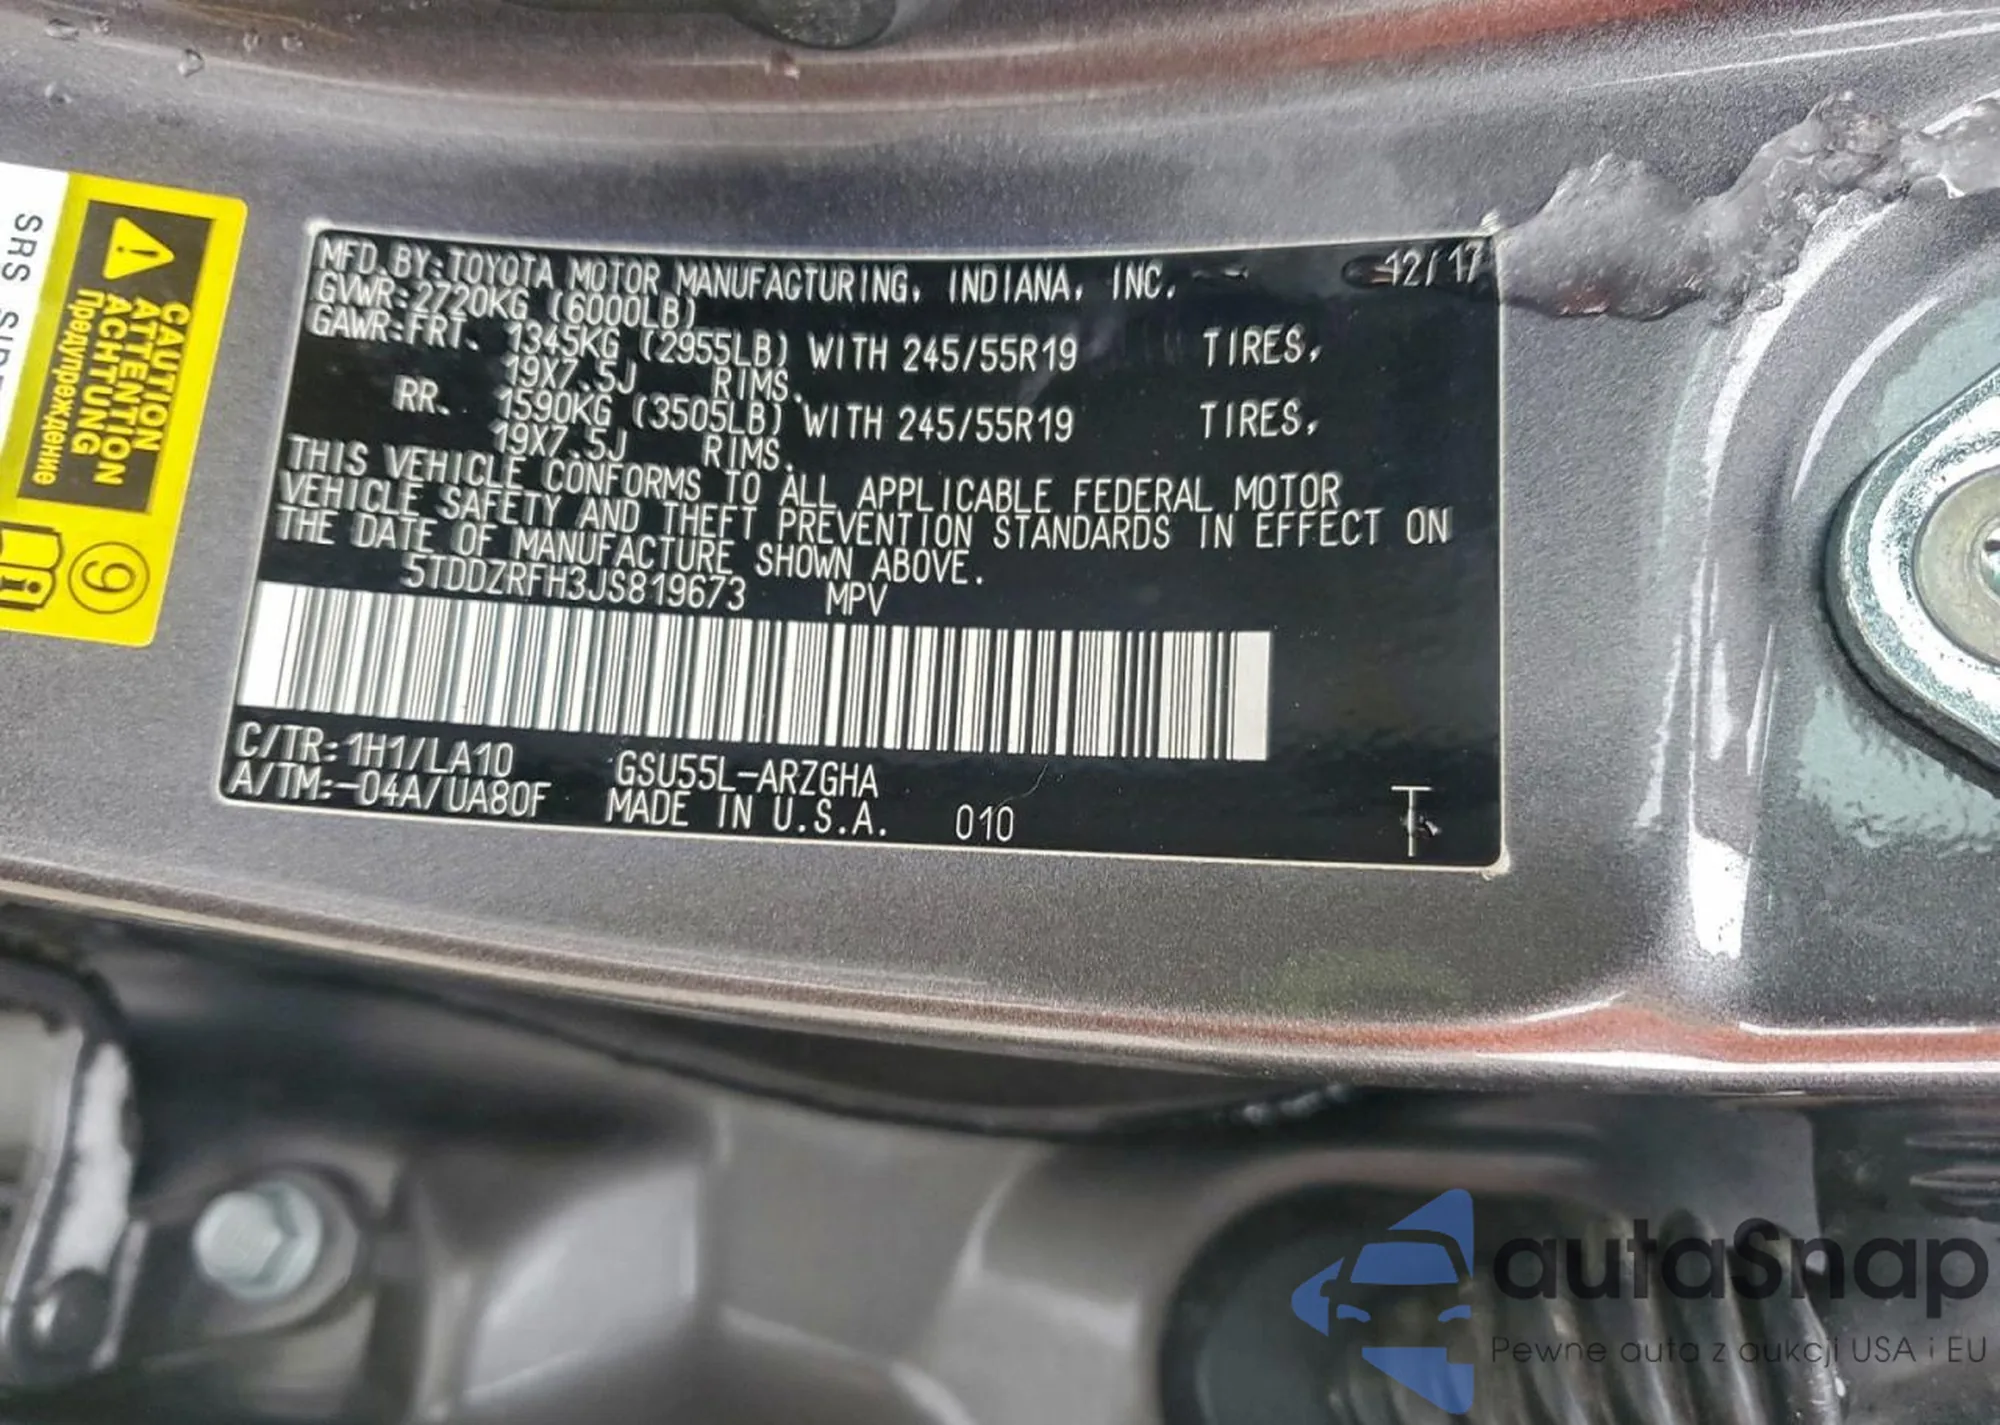 SRS
CAUTION
ATTENTION
ACHTUNG
Предупреждение
9
MFD. BY: TOYOTA MOTOR MANUFACTURING, INDIANA, INC. 12/17
GVWR: 2720KG (6000LB)
GAWR: FRT. 1345KG (2955LB) WITH 245/55R19 TIRES,
19X7.5J RIMS.
RR. 1590KG (3505LB) WITH 245/55R19 TIRES,
19X7.5J RIMS.
THIS VEHICLE CONFORMS TO ALL APPLICABLE FEDERAL MOTOR
VEHICLE SAFETY AND THEFT PREVENTION STANDARDS IN EFFECT ON
THE DATE OF MANUFACTURE SHOWN ABOVE.
5TDDZRFH3JS819673 MPV
C/TR: 1H1/LA10 GSU55L-ARZGHA
A/TM: -04A/UA80F MADE IN U.S.A. 010
autaSnap
Pewne auta z aukcji USA i EU